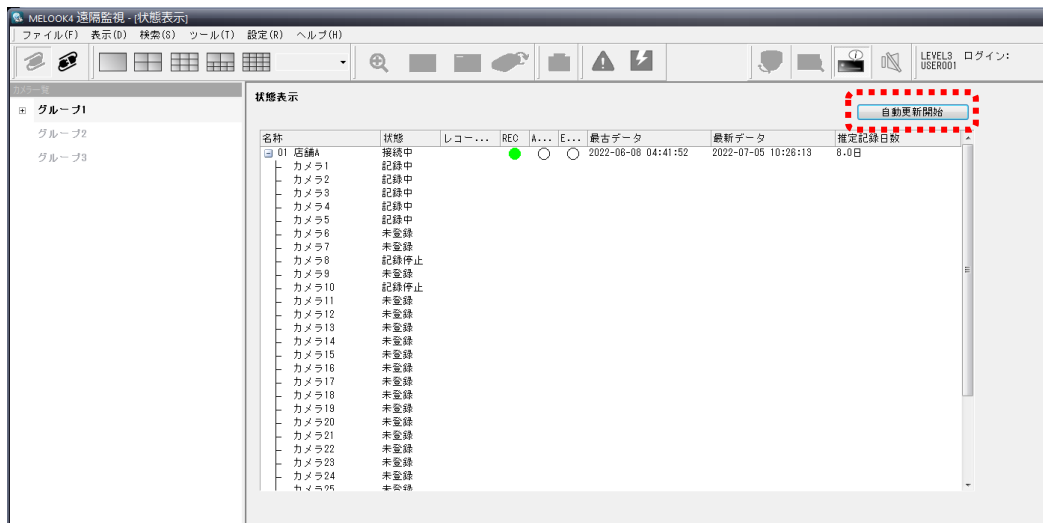 MELOOK4 遠隔監視 - [状態表示]
ファイル(F) 表示(D) 検索(S) ツール(T) 設定(R) ヘルプ(H)
LEVEL3 ログイン:
USER001
カメラ一覧
グループ1
グループ2
グループ3
状態表示
自動更新開始
名称 状態 レコー... REC A... E... 最古データ 最新データ 推定記録日数
01 店舗A 接続中 2022-06-08 04:41:52 2022-07-05 10:26:13 8.0日
カメラ1 記録中
カメラ2 記録中
カメラ3 記録中
カメラ4 記録中
カメラ5 記録中
カメラ6 未登録
カメラ7 未登録
カメラ8 記録停止
カメラ9 未登録
カメラ10 記録停止
カメラ11 未登録
カメラ12 未登録
カメラ13 未登録
カメラ14 未登録
カメラ15 未登録
カメラ16 未登録
カメラ17 未登録
カメラ18 未登録
カメラ19 未登録
カメラ20 未登録
カメラ21 未登録
カメラ22 未登録
カメラ23 未登録
カメラ24 未登録
カメラ25 未登録